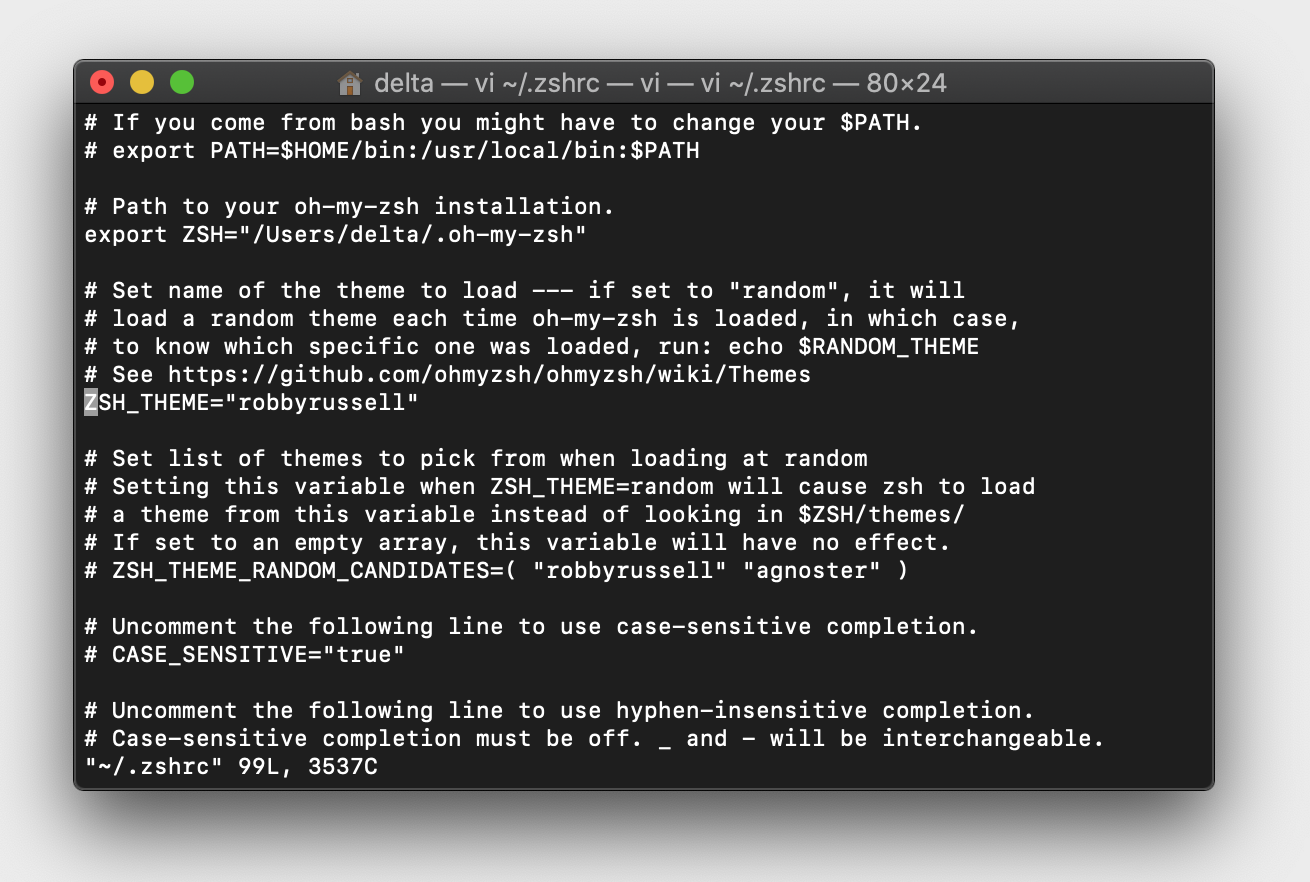 delta — vi ~/.zshrc — vi — vi ~/.zshrc — 80×24
# If you come from bash you might have to change your $PATH.
# export PATH=$HOME/bin:/usr/local/bin:$PATH
# Path to your oh-my-zsh installation.
export ZSH="/Users/delta/.oh-my-zsh"
# Set name of the theme to load --- if set to "random", it will
# load a random theme each time oh-my-zsh is loaded, in which case,
# to know which specific one was loaded, run: echo $RANDOM_THEME
# See https://github.com/ohmyzsh/ohmyzsh/wiki/Themes
ZSH_THEME="robbyrussell"
# Set list of themes to pick from when loading at random
# Setting this variable when ZSH_THEME=random will cause zsh to load
# a theme from this variable instead of looking in $ZSH/themes/
# If set to an empty array, this variable will have no effect.
# ZSH_THEME_RANDOM_CANDIDATES=( "robbyrussell" "agnoster" )
# Uncomment the following line to use case-sensitive completion.
# CASE_SENSITIVE="true"
# Uncomment the following line to use hyphen-insensitive completion.
# Case-sensitive completion must be off. _ and - will be interchangeable.
"~/.zshrc" 99L, 3537C